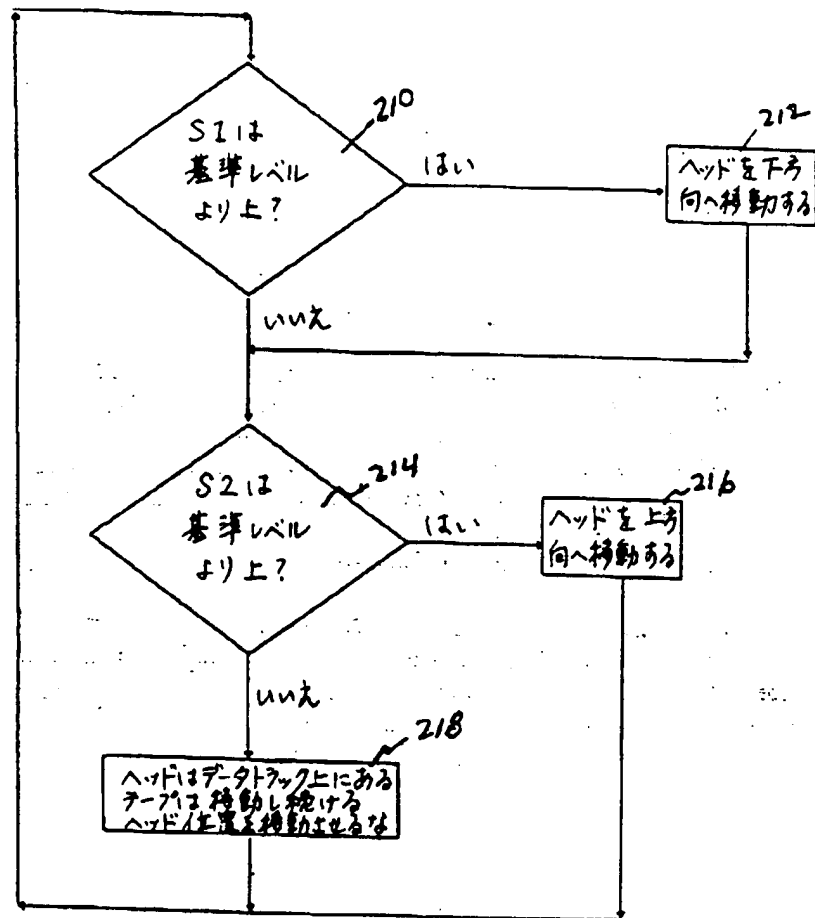 210
S1は
基準レベル
より上?
はい
212
ヘッドを下方
向へ移動する
いいえ
214
S2は
基準レベル
より上?
はい
216
ヘッドを上方
向へ移動する
いいえ
218
ヘッドはデータトラック上にある
テープは移動し続ける
ヘッド位置を移動させるな